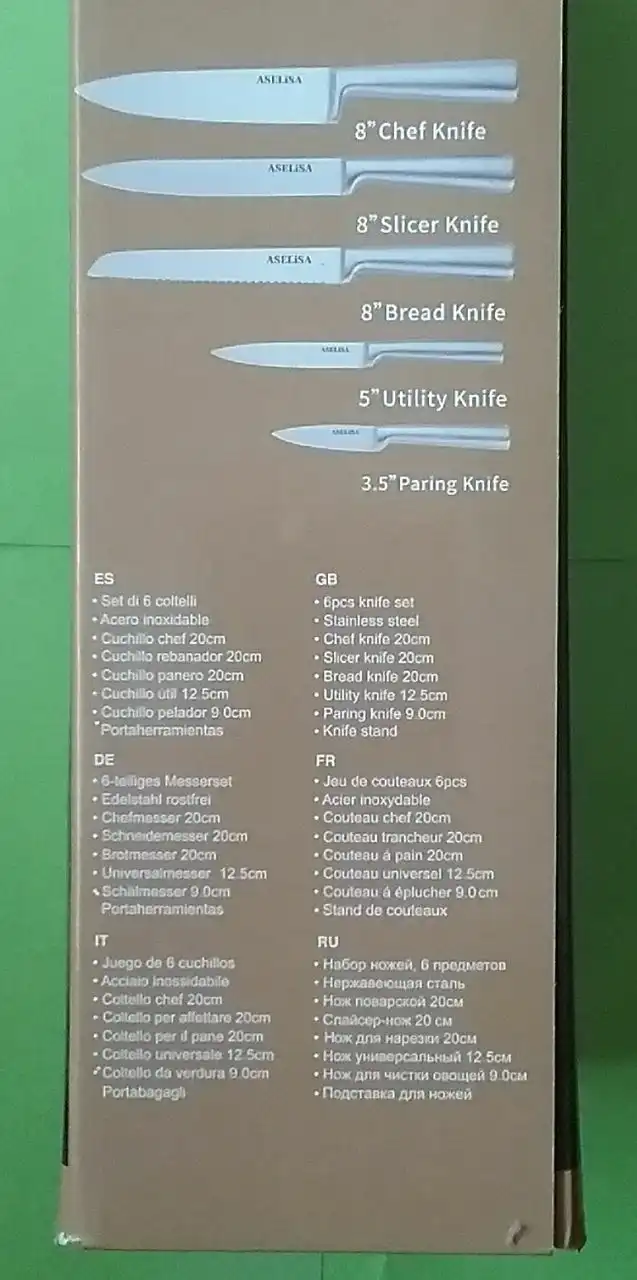 ASELiSA
8”Chef Knife
ASELiSA
8”Slicer Knife
ASELiSA
8”Bread Knife
ASELiSA
5”Utility Knife
ASELiSA
3.5”Paring Knife
ES
• Set di 6 coltelli
• Acero inoxidable
• Cuchillo chef 20cm
• Cuchillo rebanador 20cm
• Cuchillo panero 20cm
• Cuchillo útil 12.5cm
• Cuchillo pelador 9.0cm
• Portaherramientas
GB
• 6pcs knife set
• Stainless steel
• Chef knife 20cm
• Slicer knife 20cm
• Bread knife 20cm
• Utility knife 12.5cm
• Paring knife 9.0cm
• Knife stand
DE
• 6-teiliges Messerset
• Edelstahl rostfrei
• Chefmesser 20cm
• Schneidemesser 20cm
• Brotmesser 20cm
• Universalmesser 12.5cm
• Schälmesser 9.0cm
Portaherramientas
FR
• Jeu de couteaux 6pcs
• Acier inoxydable
• Couteau chef 20cm
• Couteau trancheur 20cm
• Couteau á pain 20cm
• Couteau universel 12.5cm
• Couteau á éplucher 9.0cm
• Stand de couteaux
IT
• Juego de 6 cuchillos
• Acciaio inossidabile
• Coltello chef 20cm
• Coltello per affettare 20cm
• Coltello per il pane 20cm
• Coltello universale 12.5cm
• Coltello da verdura 9.0cm
Portabagagli
RU
• Набор ножей, 6 предметов
• Нержавеющая сталь
• Нож поварской 20см
• Слайсер-нож 20 см
• Нож для нарезки 20см
• Нож универсальный 12.5см
• Нож для чистки овощей 9.0см
• Подставка для ножей